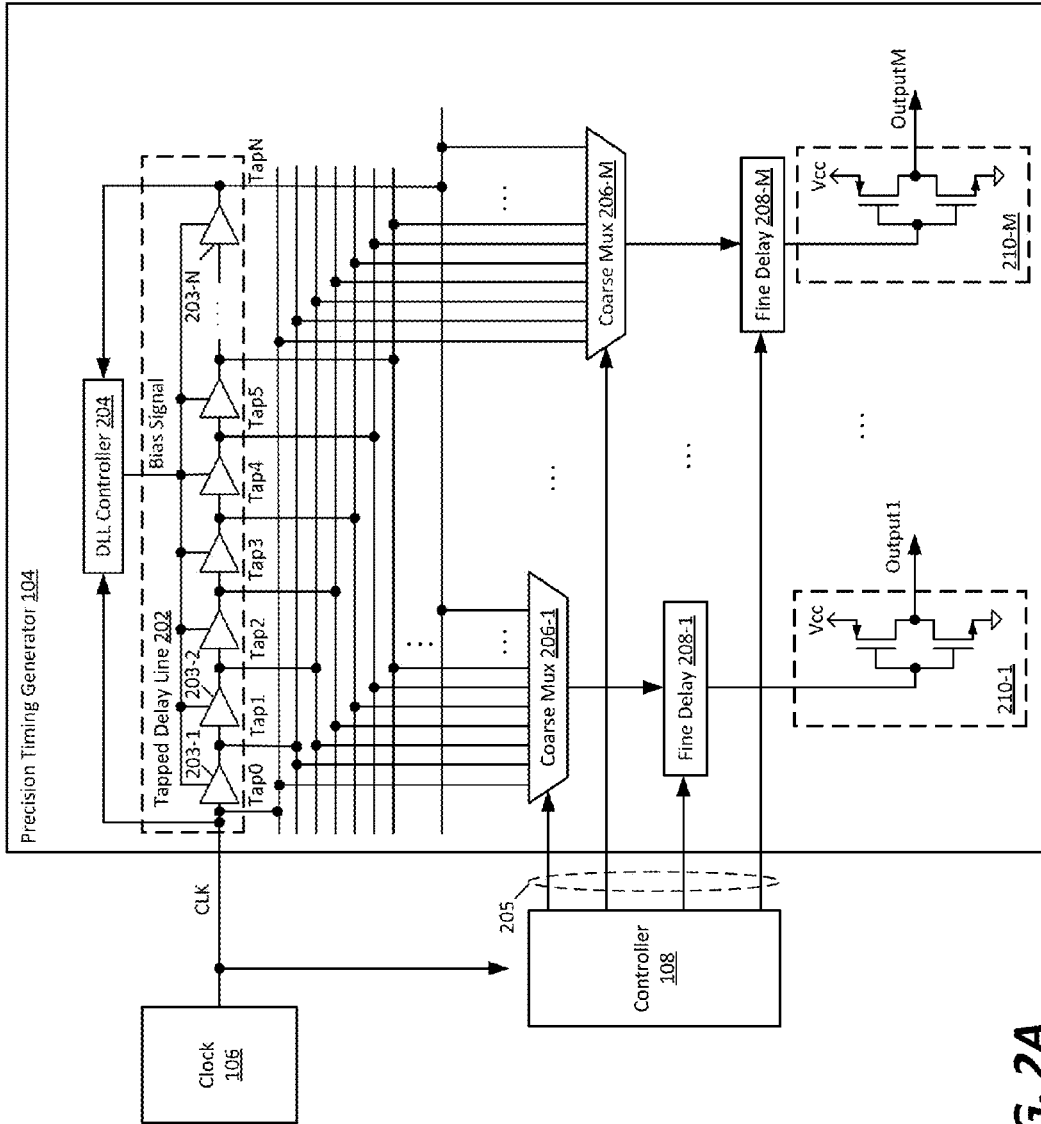 Precision Timing Generator 104
DLL Controller 204
Bias Signal
Tapped Delay Line 202
203-1
203-2
203-N
Tap0
Tap1
Tap2
Tap3
Tap4
Tap5
TapN
CLK
Clock
106
Controller
108
205
Coarse Mux 206-1
Coarse Mux 206-M
Fine Delay 208-1
Fine Delay 208-M
Vcc
Output1
210-1
Vcc
OutputM
210-M
2A